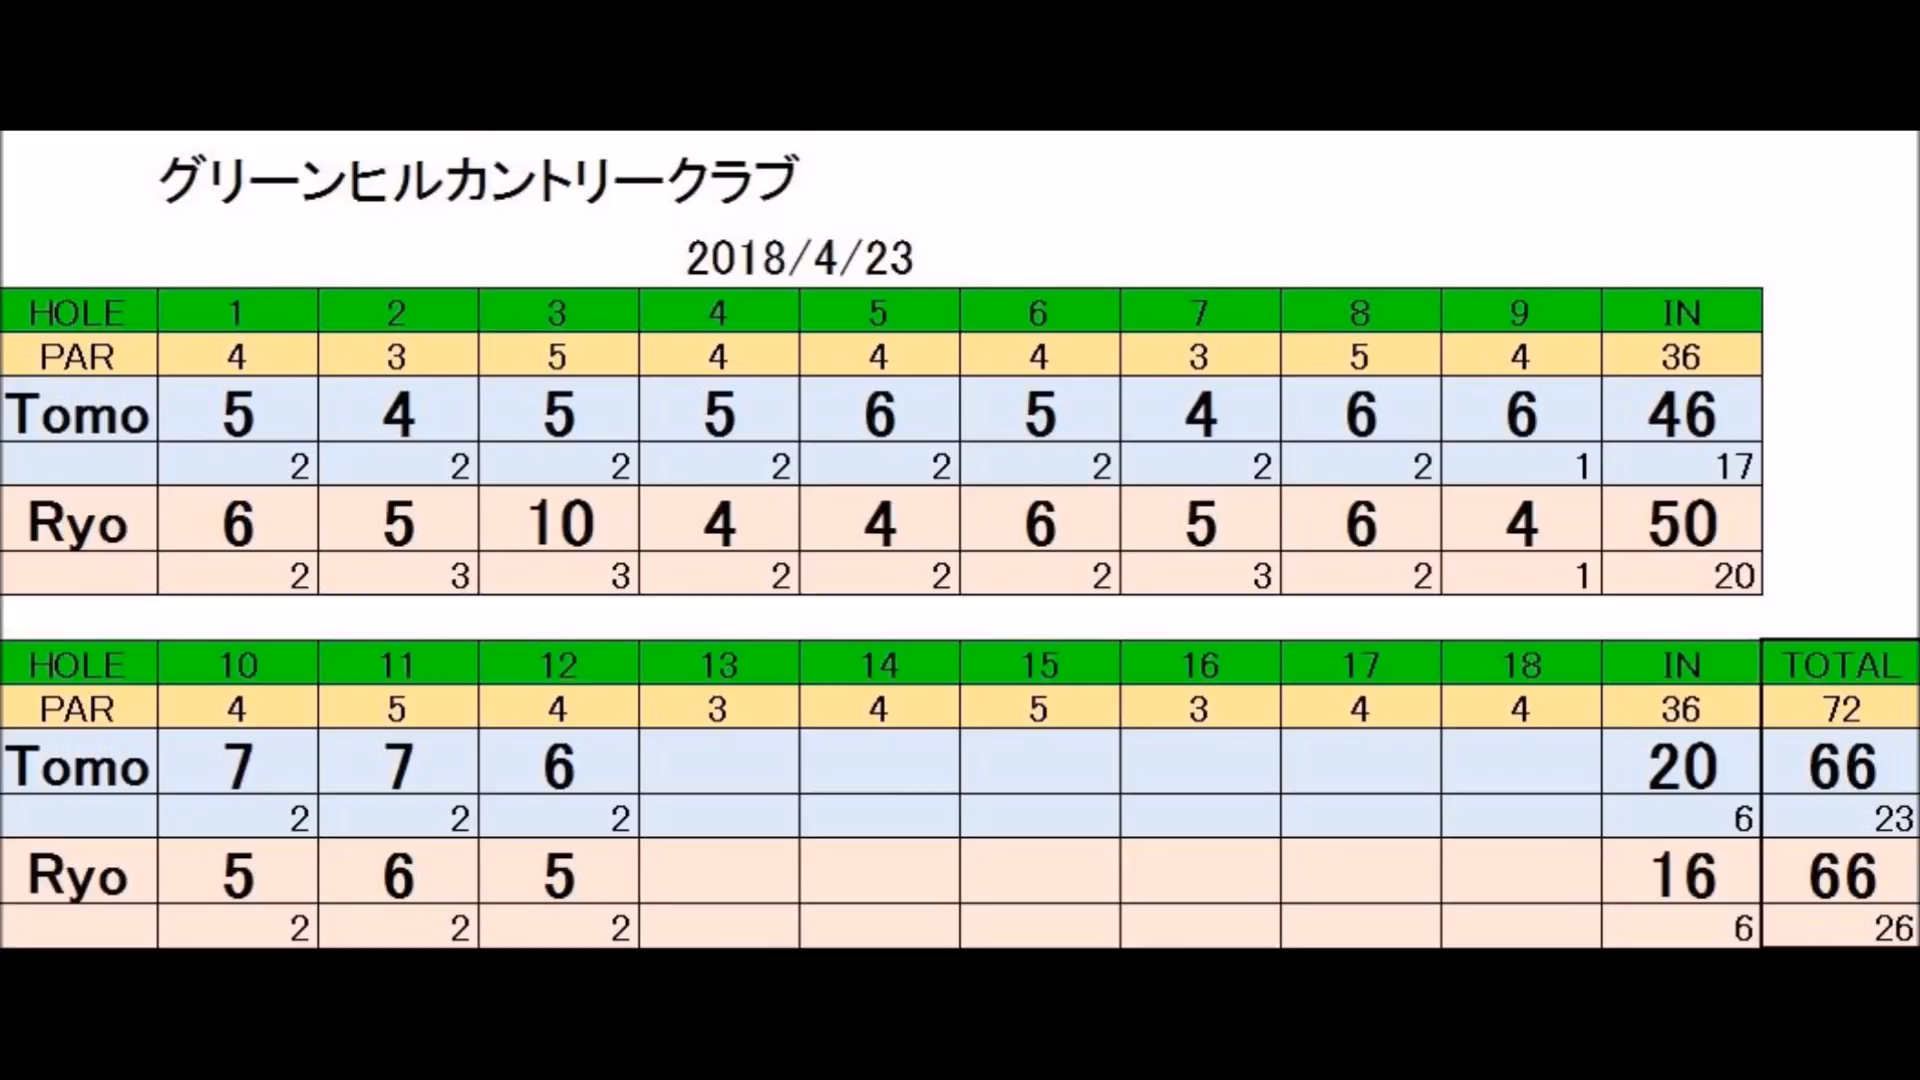 グリーンヒルカントリークラブ
2018/4/23
HOLE 1 2 3 4 5 6 7 8 9 IN
PAR 4 3 5 4 4 4 3 5 4 36
Tomo 5 4 5 5 6 5 4 6 6 46
2 2 2 2 2 2 2 2 1 17
Ryo 6 5 10 4 4 6 5 6 4 50
2 3 3 2 2 2 3 2 1 20
HOLE 10 11 12 13 14 15 16 17 18 IN TOTAL
PAR 4 5 4 3 4 5 3 4 4 36 72
Tomo 7 7 6 20 66
2 2 2 6 23
Ryo 5 6 5 16 66
2 2 2 6 26